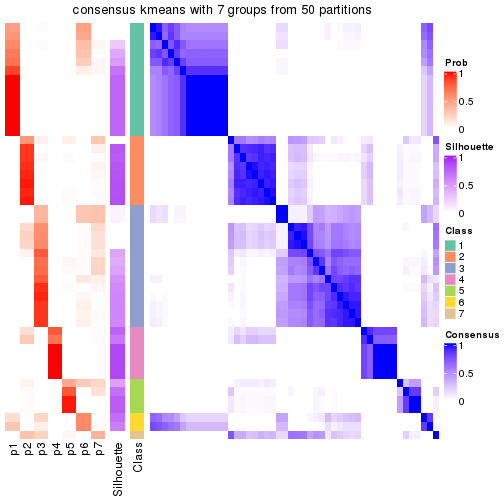 consensus kmeans with 7 groups from 50 partitions
Prob
1
0.5
0
Silhouette
1
0.5
0
Class
1
2
3
4
5
6
7
Consensus
1
0.5
0
p1
p2
p3
p4
p5
p6
p7
Silhouette
Class